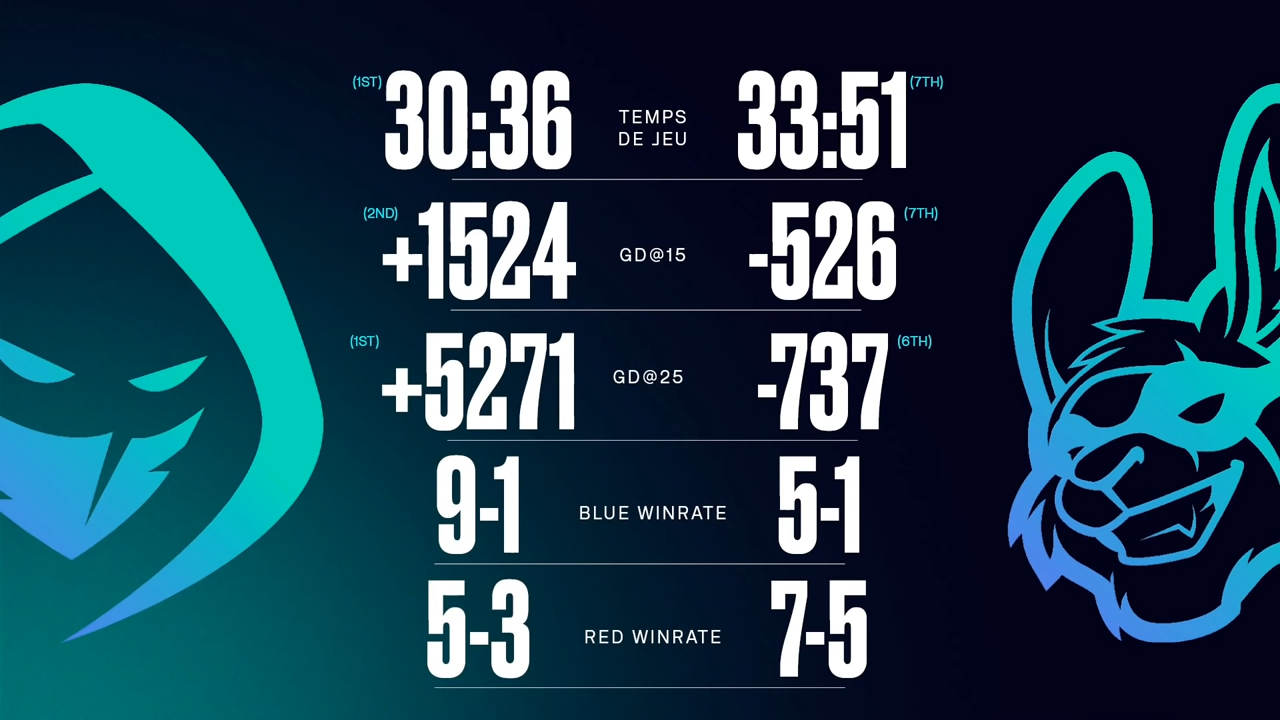 (1ST) 30:36 TEMPS DE JEU 33:51 (7TH)
(2ND) +1524 GD@15 -526 (7TH)
(1ST) +5271 GD@25 -737 (6TH)
9-1 BLUE WINRATE 5-1
5-3 RED WINRATE 7-5